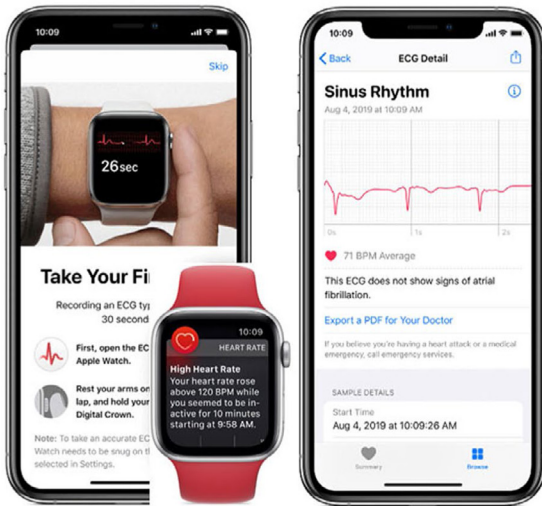 10:09
Skip
26 sec
Take Your Fi
Recording an ECG typ
30 second
First, open the EC
Apple Watch.
Rest your arms on
lap, and hold your
Digital Crown.
Note: To take an accurate EC
Watch needs to be snug on th
selected in Settings.
10:09
HEART RATE
High Heart Rate
Your heart rate rose
above 120 BPM while
you seemed to be in-
active for 10 minutes
starting at 9:58 AM.
10:09
Back
ECG Detail
Sinus Rhythm
Aug 4, 2019 at 10:09 AM
0s 1s 2s
71 BPM Average
This ECG does not show signs of atrial
fibrillation.
Export a PDF for Your Doctor
If you believe you're having a heart attack or a medical
emergency, call emergency services.
SAMPLE DETAILS
Start Time
Aug 4, 2019 at 10:09:26 AM
Summary
Browse